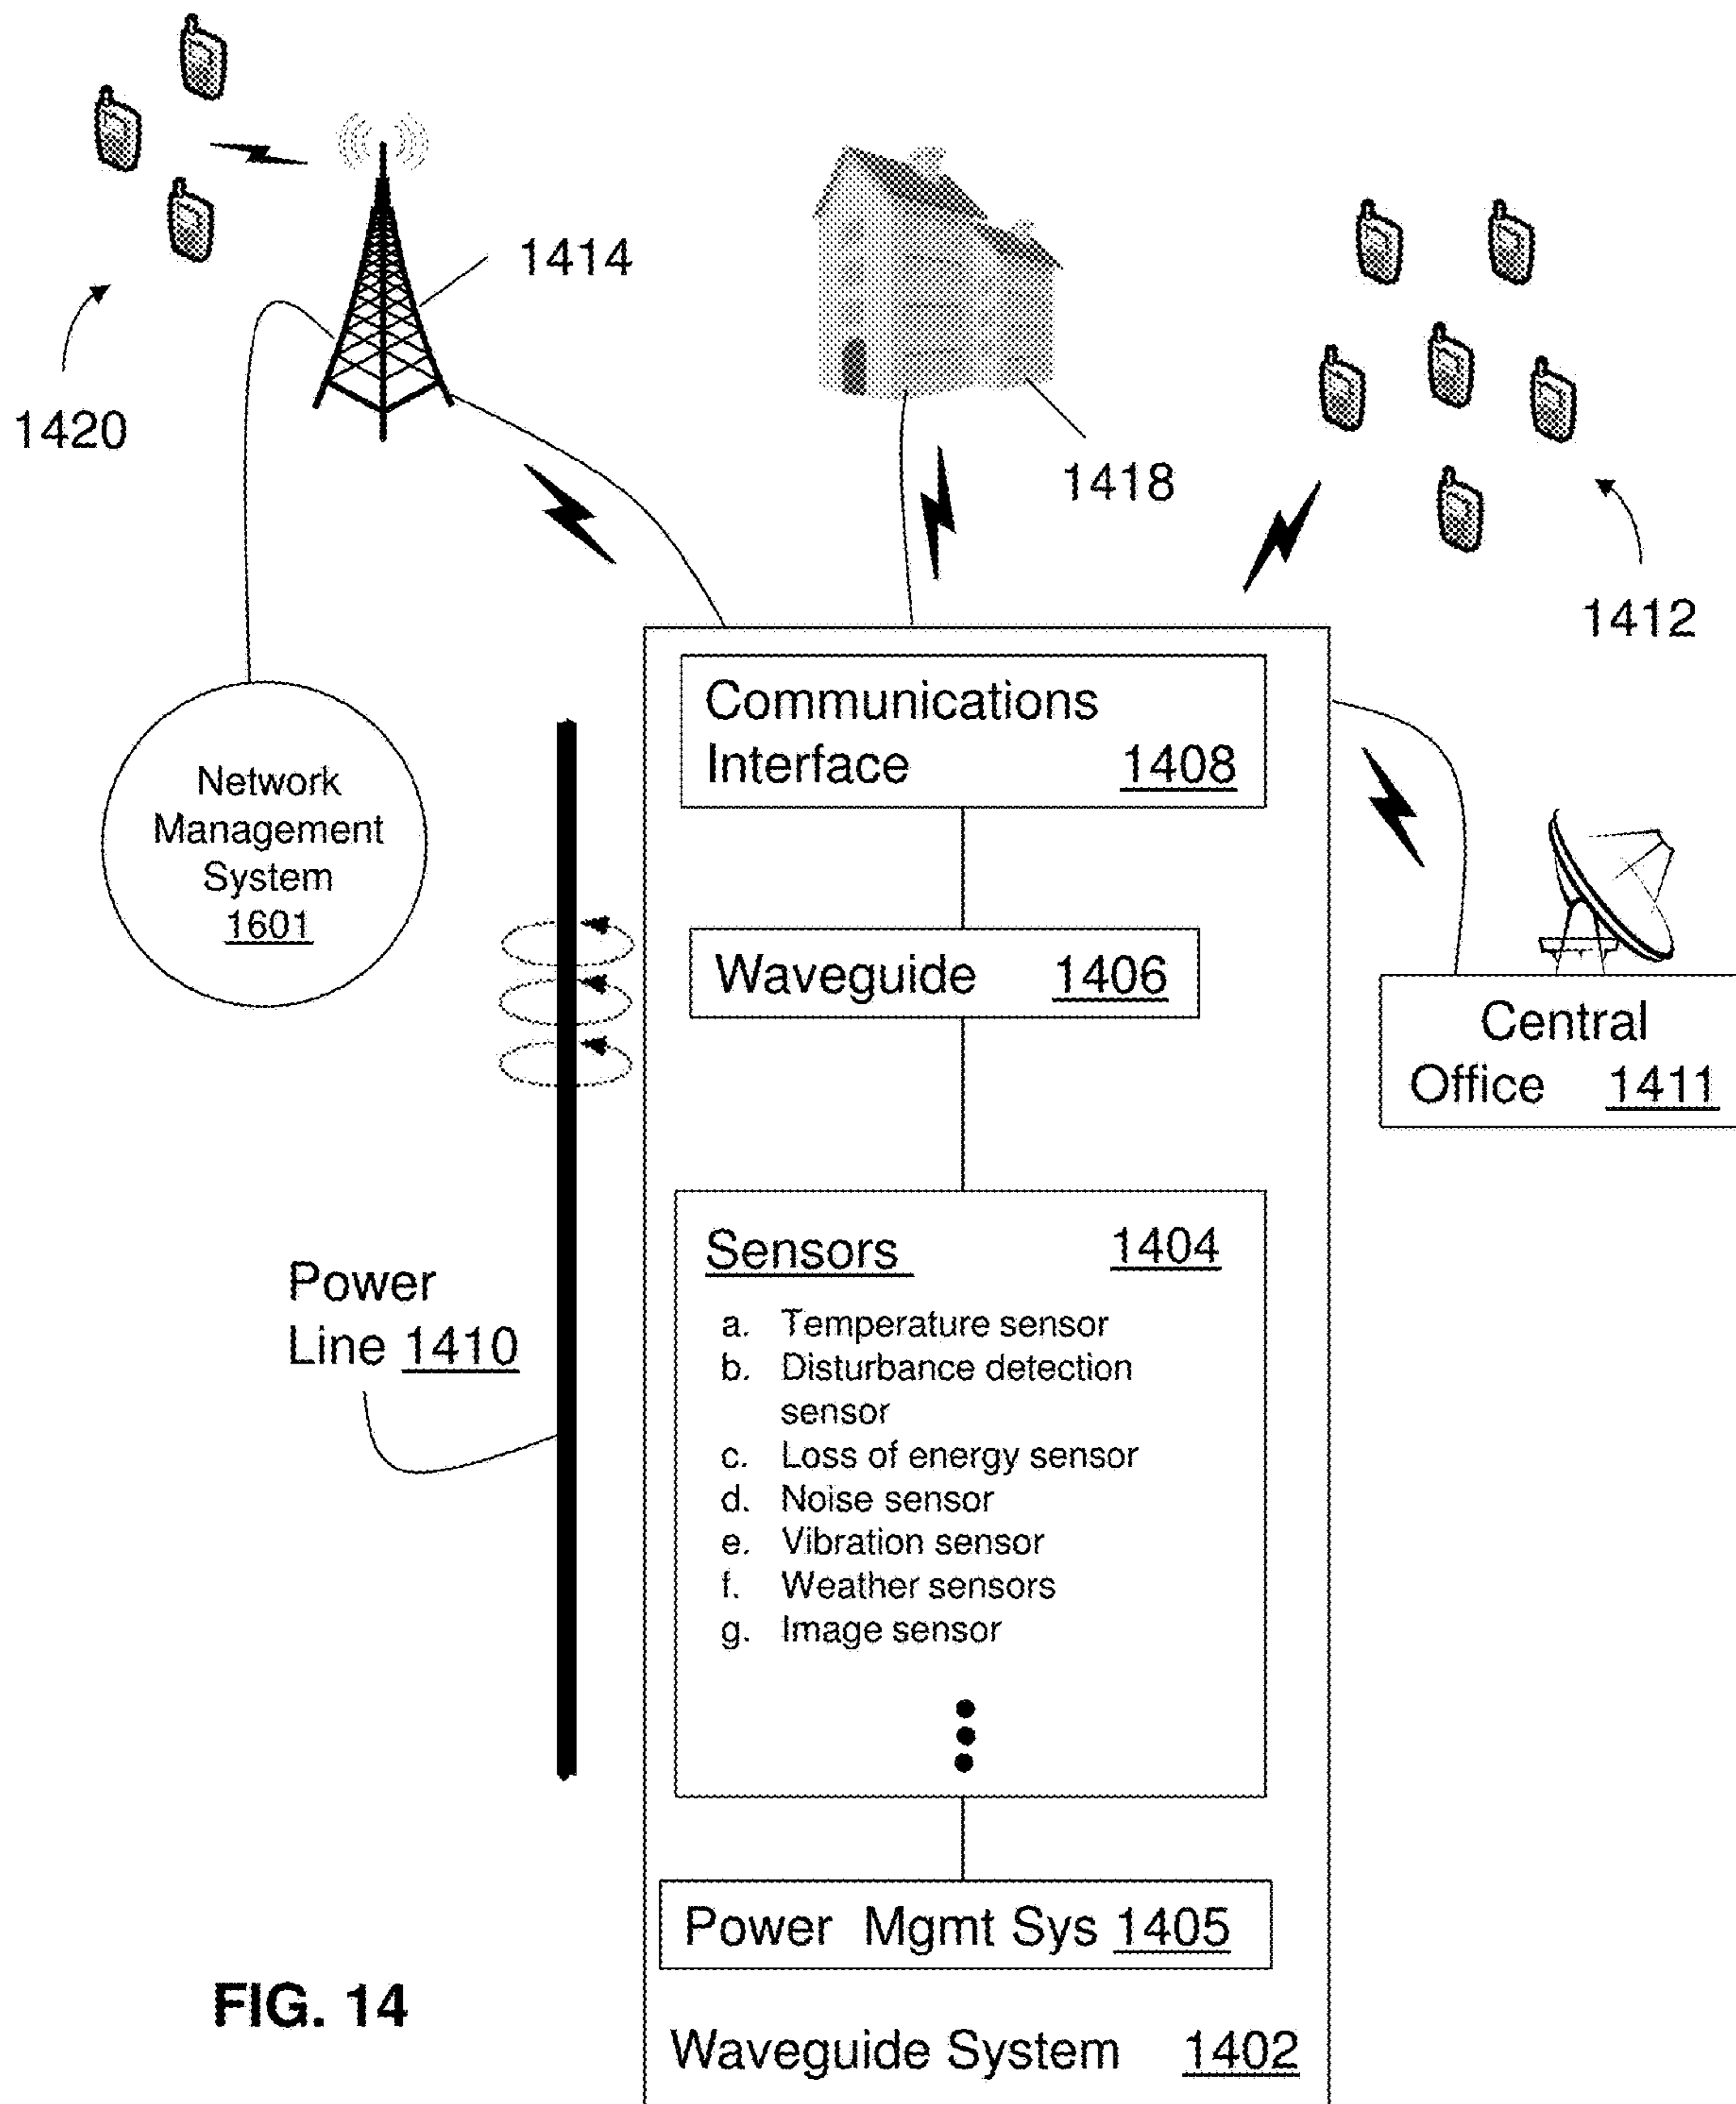 1414
1420
1418
1412
Communications
Interface 1408
Network
Management
System
1601
Waveguide 1406
Central
Office 1411
Sensors 1404
Power
Line 1410
a. Temperature sensor
b. Disturbance detection
sensor
c. Loss of energy sensor
d. Noise sensor
e. Vibration sensor
f. Weather sensors
g. Image sensor
Power Mgmt Sys 1405
FIG. 14
Waveguide System 1402